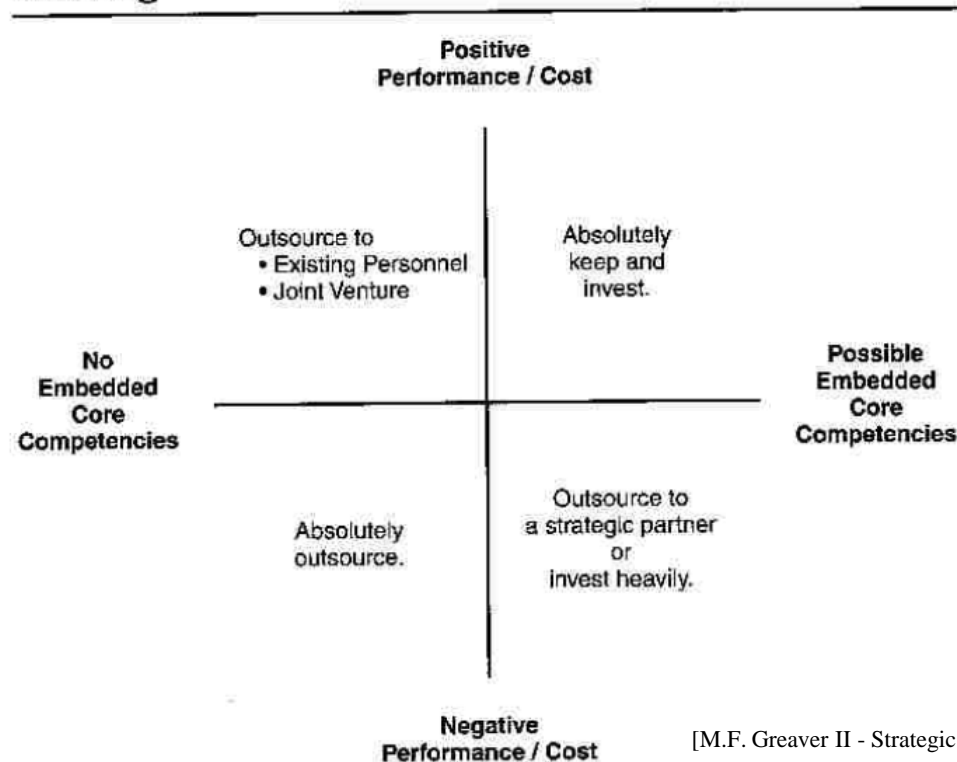 Positive
Performance / Cost
Outsource to
• Existing Personnel
• Joint Venture
Absolutely
keep and
invest.
No
Embedded
Core
Competencies
Possible
Embedded
Core
Competencies
Absolutely
outsource.
Outsource to
a strategic partner
or
invest heavily.
Negative
Performance / Cost
[M.F. Greaver II - Strategic